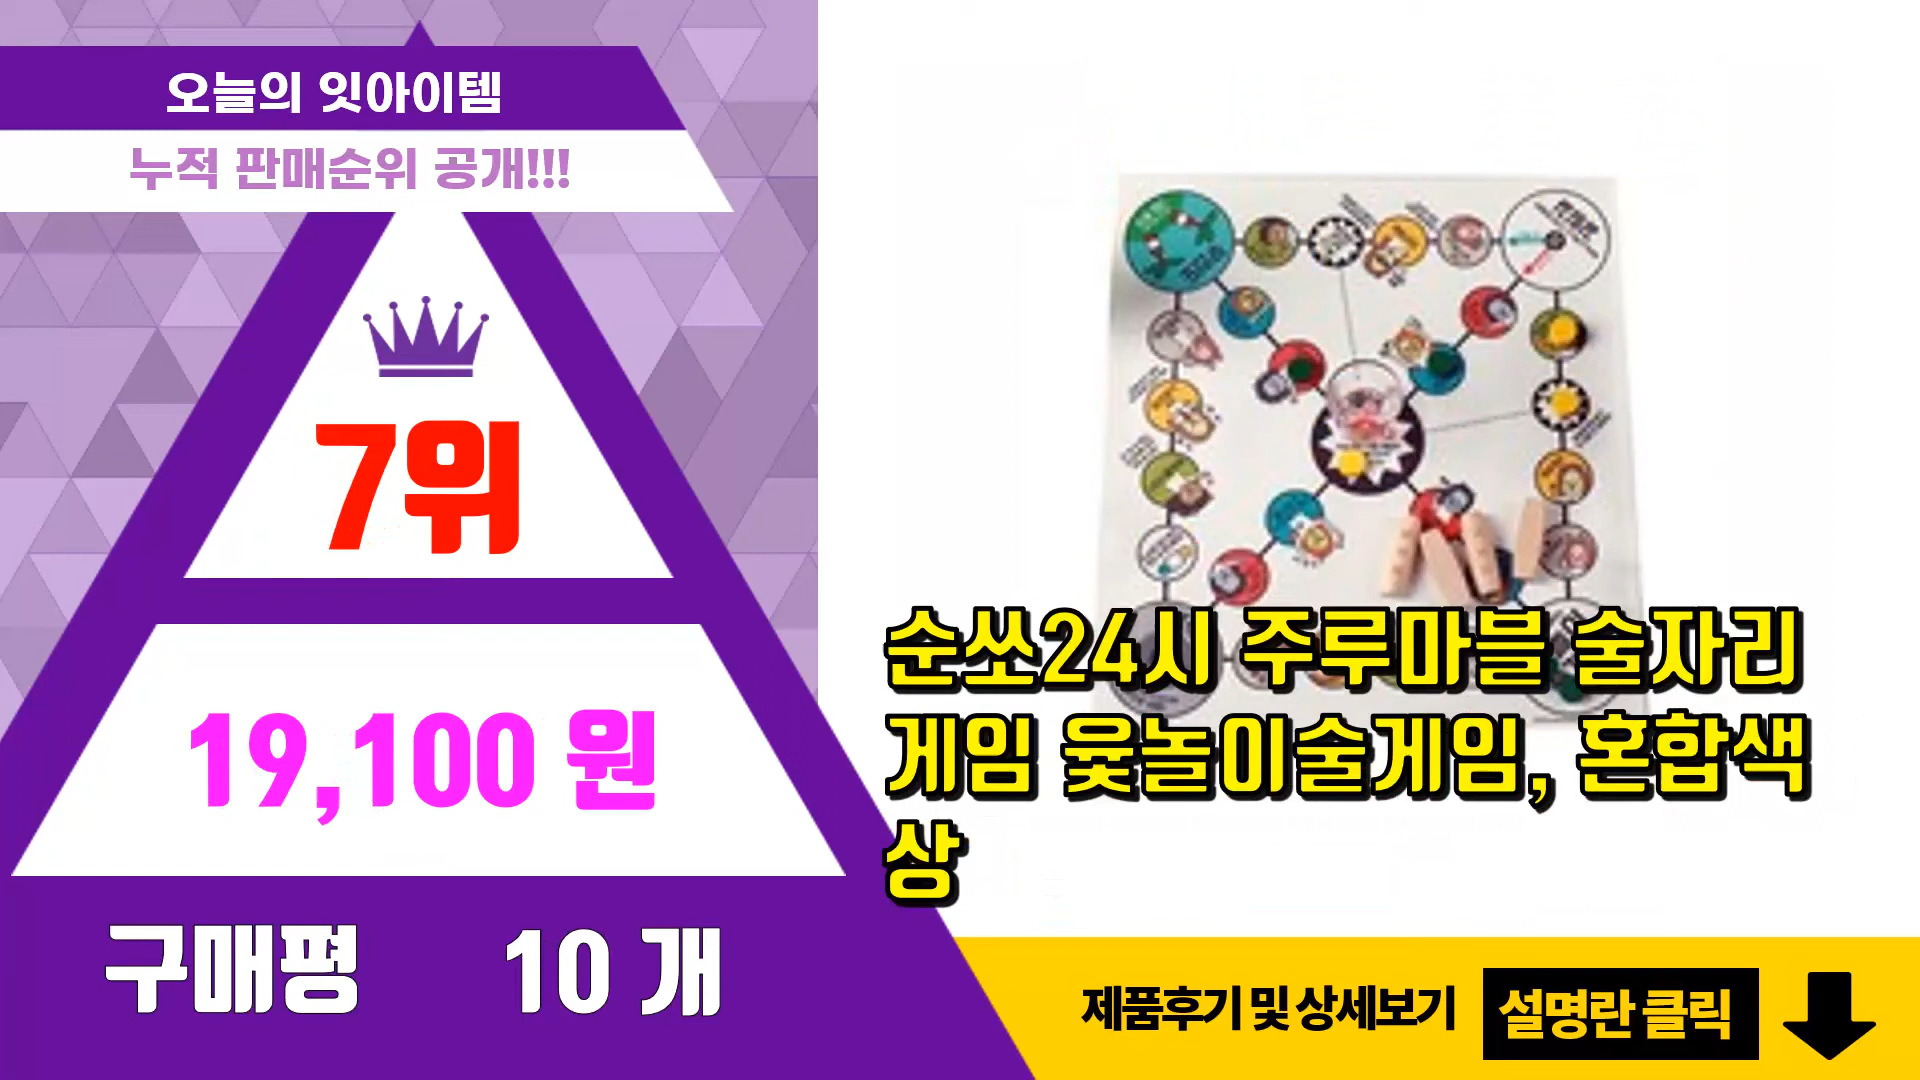 오늘의 잇아이템
누적 판매순위 공개!!!
7위
19,100 원
구매평 10 개
순쏘24시 주루마블 술자리
게임 윷놀이술게임, 혼합색
상
제품후기 및 상세보기
설명란 클릭